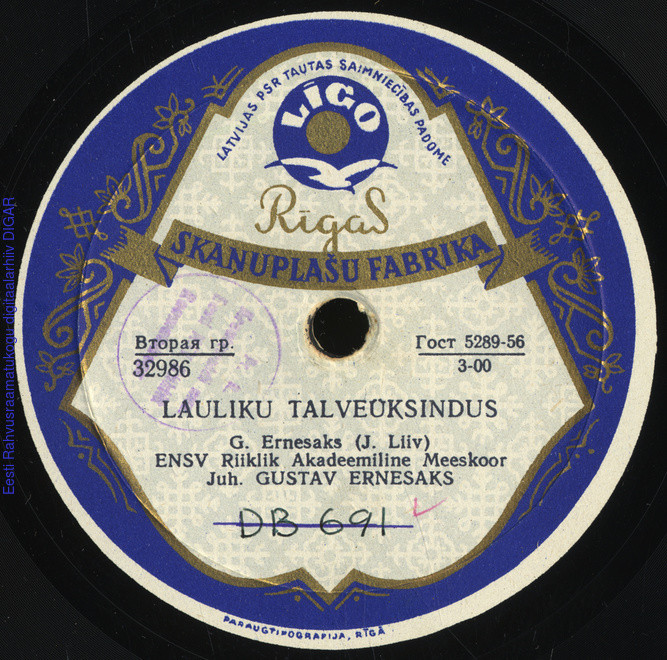 LATVIJAS PSR TAUTAS SAIMNIECĪBAS PADOME
LĪGO
Rīgas
SKAŅUPLAŠU FABRIKA
Вторая гр.
32986
Гост 5289-56
3-00
LAULIKU TALVEÜKSINDUS
G. Ernesaks (J. Liiv)
ENSV Riiklik Akadeemiline Meeskoor
Juh. GUSTAV ERNESAKS
DB 691
PARAUGTIPOGRAFIJA, RĪGĀ
Eesti Rahvusraamatukogu digitaalarhiiv DIGAR